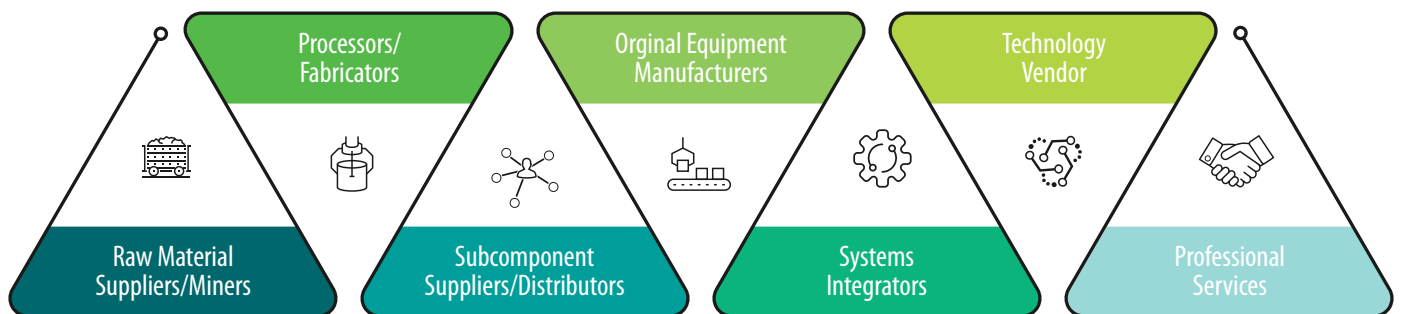 Raw Material
Suppliers/Miners
Processors/
Fabricators
Subcomponent
Suppliers/Distributors
Orginal Equipment
Manufacturers
Systems
Integrators
Technology
Vendor
Professional
Services